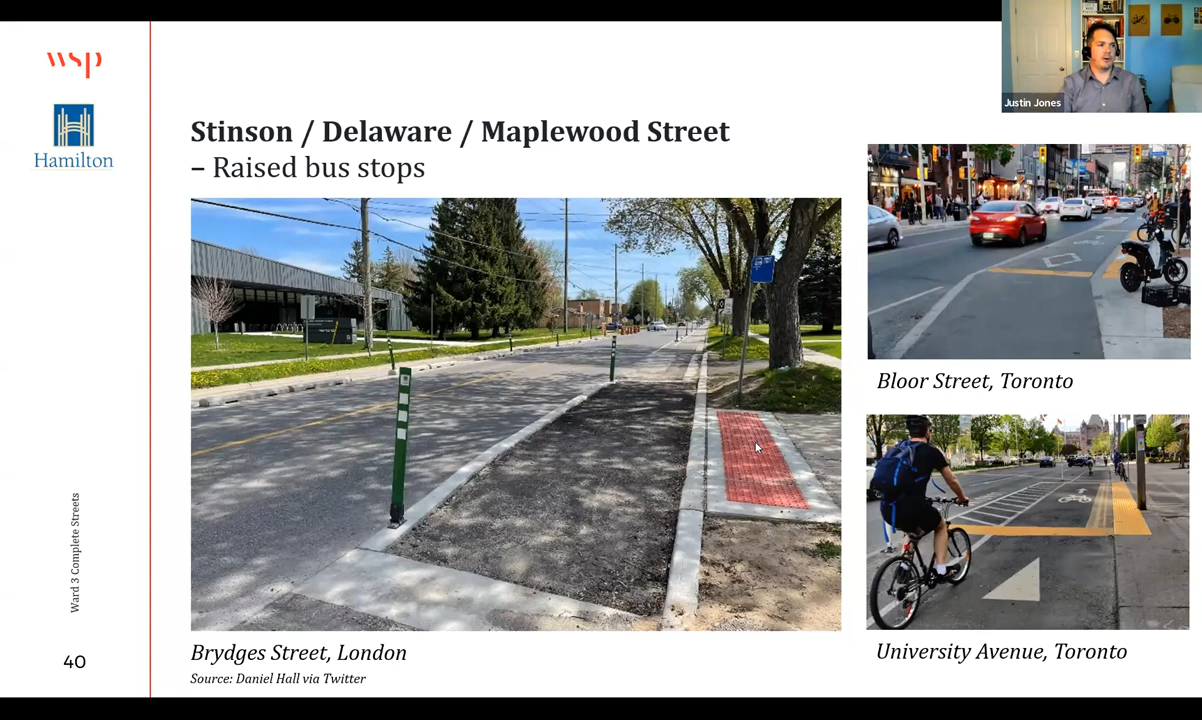 wsp
Hamilton
Justin Jones
Stinson / Delaware / Maplewood Street
– Raised bus stops
Bloor Street, Toronto
Brydges Street, London
Source: Daniel Hall via Twitter
University Avenue, Toronto
Ward 3 Complete Streets
40